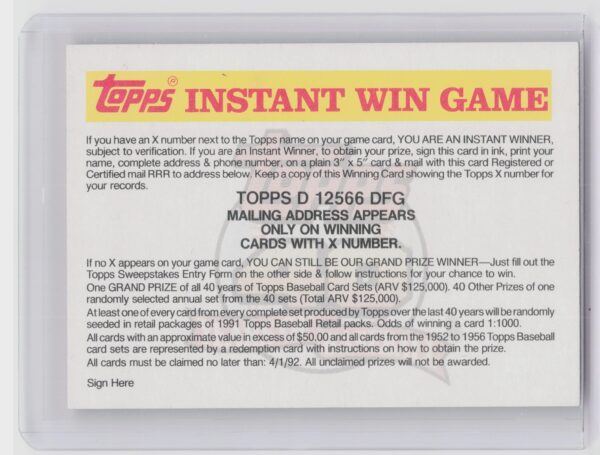 Topps® INSTANT WIN GAME
If you have an X number next to the Topps name on your game card, YOU ARE AN INSTANT WINNER,
subject to verification. If you are an Instant Winner, to obtain your prize, sign this card in ink, print your
name, complete address & phone number, on a plain 3" x 5" card & mail with this card Registered or
Certified mail RRR to address below. Keep a copy of this Winning Card showing the Topps X number for
your records.
TOPPS D 12566 DFG
MAILING ADDRESS APPEARS
ONLY ON WINNING
CARDS WITH X NUMBER.
If no X appears on your game card, YOU CAN STILL BE OUR GRAND PRIZE WINNER—Just fill out the
Topps Sweepstakes Entry Form on the other side & follow instructions for your chance to win.
One GRAND PRIZE of all 40 years of Topps Baseball Card Sets (ARV $125,000). 40 Other Prizes of one
randomly selected annual set from the 40 sets (Total ARV $125,000).
At least one of every card from every complete set produced by Topps over the last 40 years will be randomly
seeded in retail packages of 1991 Topps Baseball Retail packs. Odds of winning a card 1:1000.
All cards with an approximate value in excess of $50.00 and all cards from the 1952 to 1956 Topps Baseball
card sets are represented by a redemption card with instructions on how to obtain the prize.
All cards must be claimed no later than: 4/1/92. All unclaimed prizes will not be awarded.
Sign Here